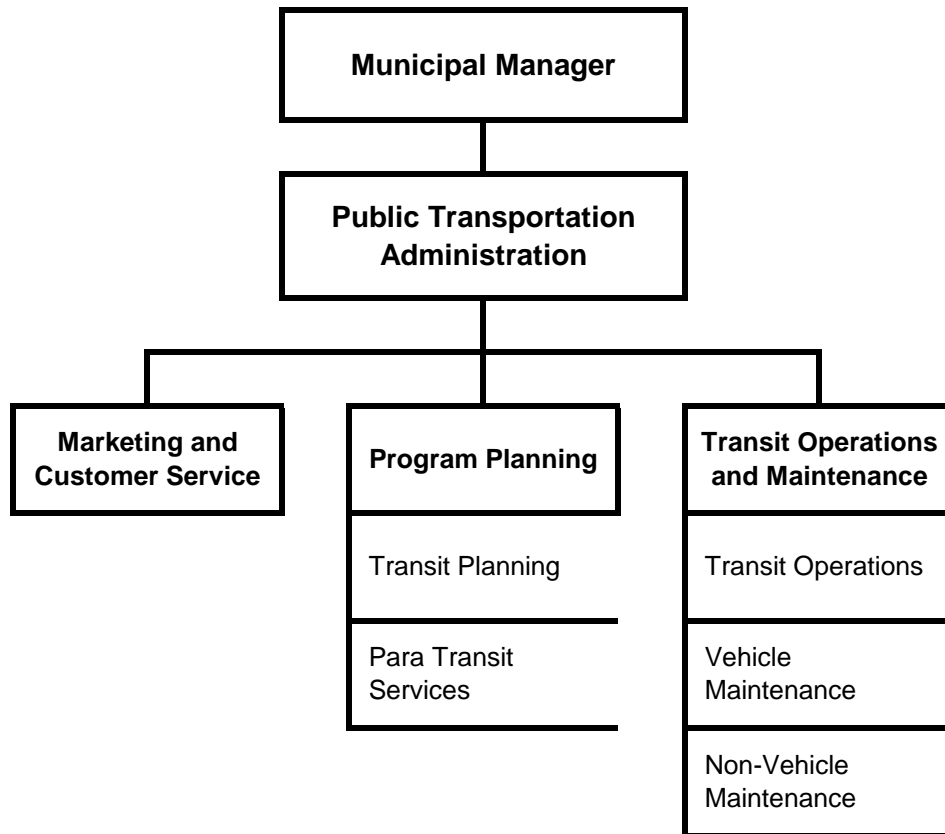 Municipal Manager
Public Transportation
Administration
Marketing and
Customer Service
Program Planning
Transit Planning
Para Transit
Services
Transit Operations
and Maintenance
Transit Operations
Vehicle
Maintenance
Non-Vehicle
Maintenance